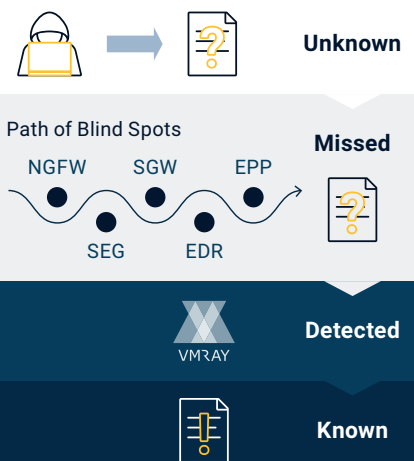 Unknown
Path of Blind Spots
Missed
NGFW SGW EPP
SEG EDR
VMRAY
Detected
Known